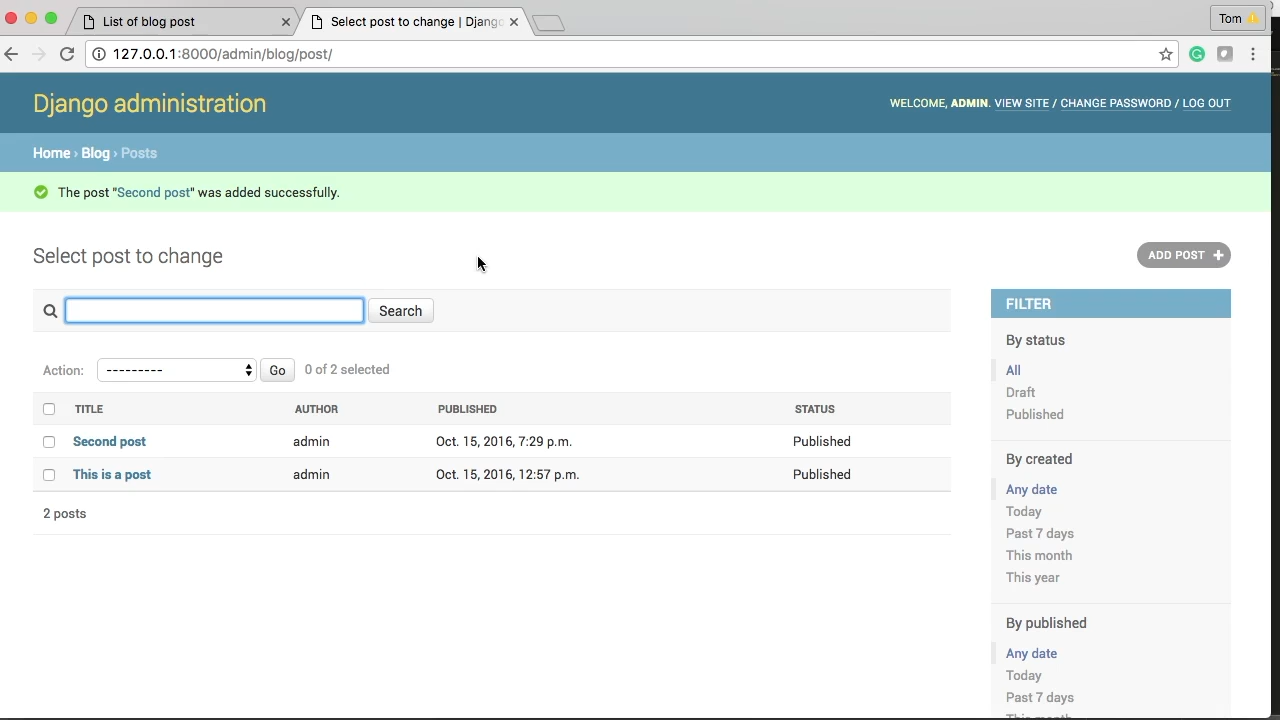 List of blog post
Select post to change | Django
Tom
127.0.0.1:8000/admin/blog/post/
Django administration
WELCOME, ADMIN. VIEW SITE / CHANGE PASSWORD / LOG OUT
Home › Blog › Posts
The post "Second post" was added successfully.
Select post to change
ADD POST +
Search
Action: --------- Go 0 of 2 selected
TITLE AUTHOR PUBLISHED STATUS
Second post admin Oct. 15, 2016, 7:29 p.m. Published
This is a post admin Oct. 15, 2016, 12:57 p.m. Published
2 posts
FILTER
By status
All
Draft
Published
By created
Any date
Today
Past 7 days
This month
This year
By published
Any date
Today
Past 7 days
This month